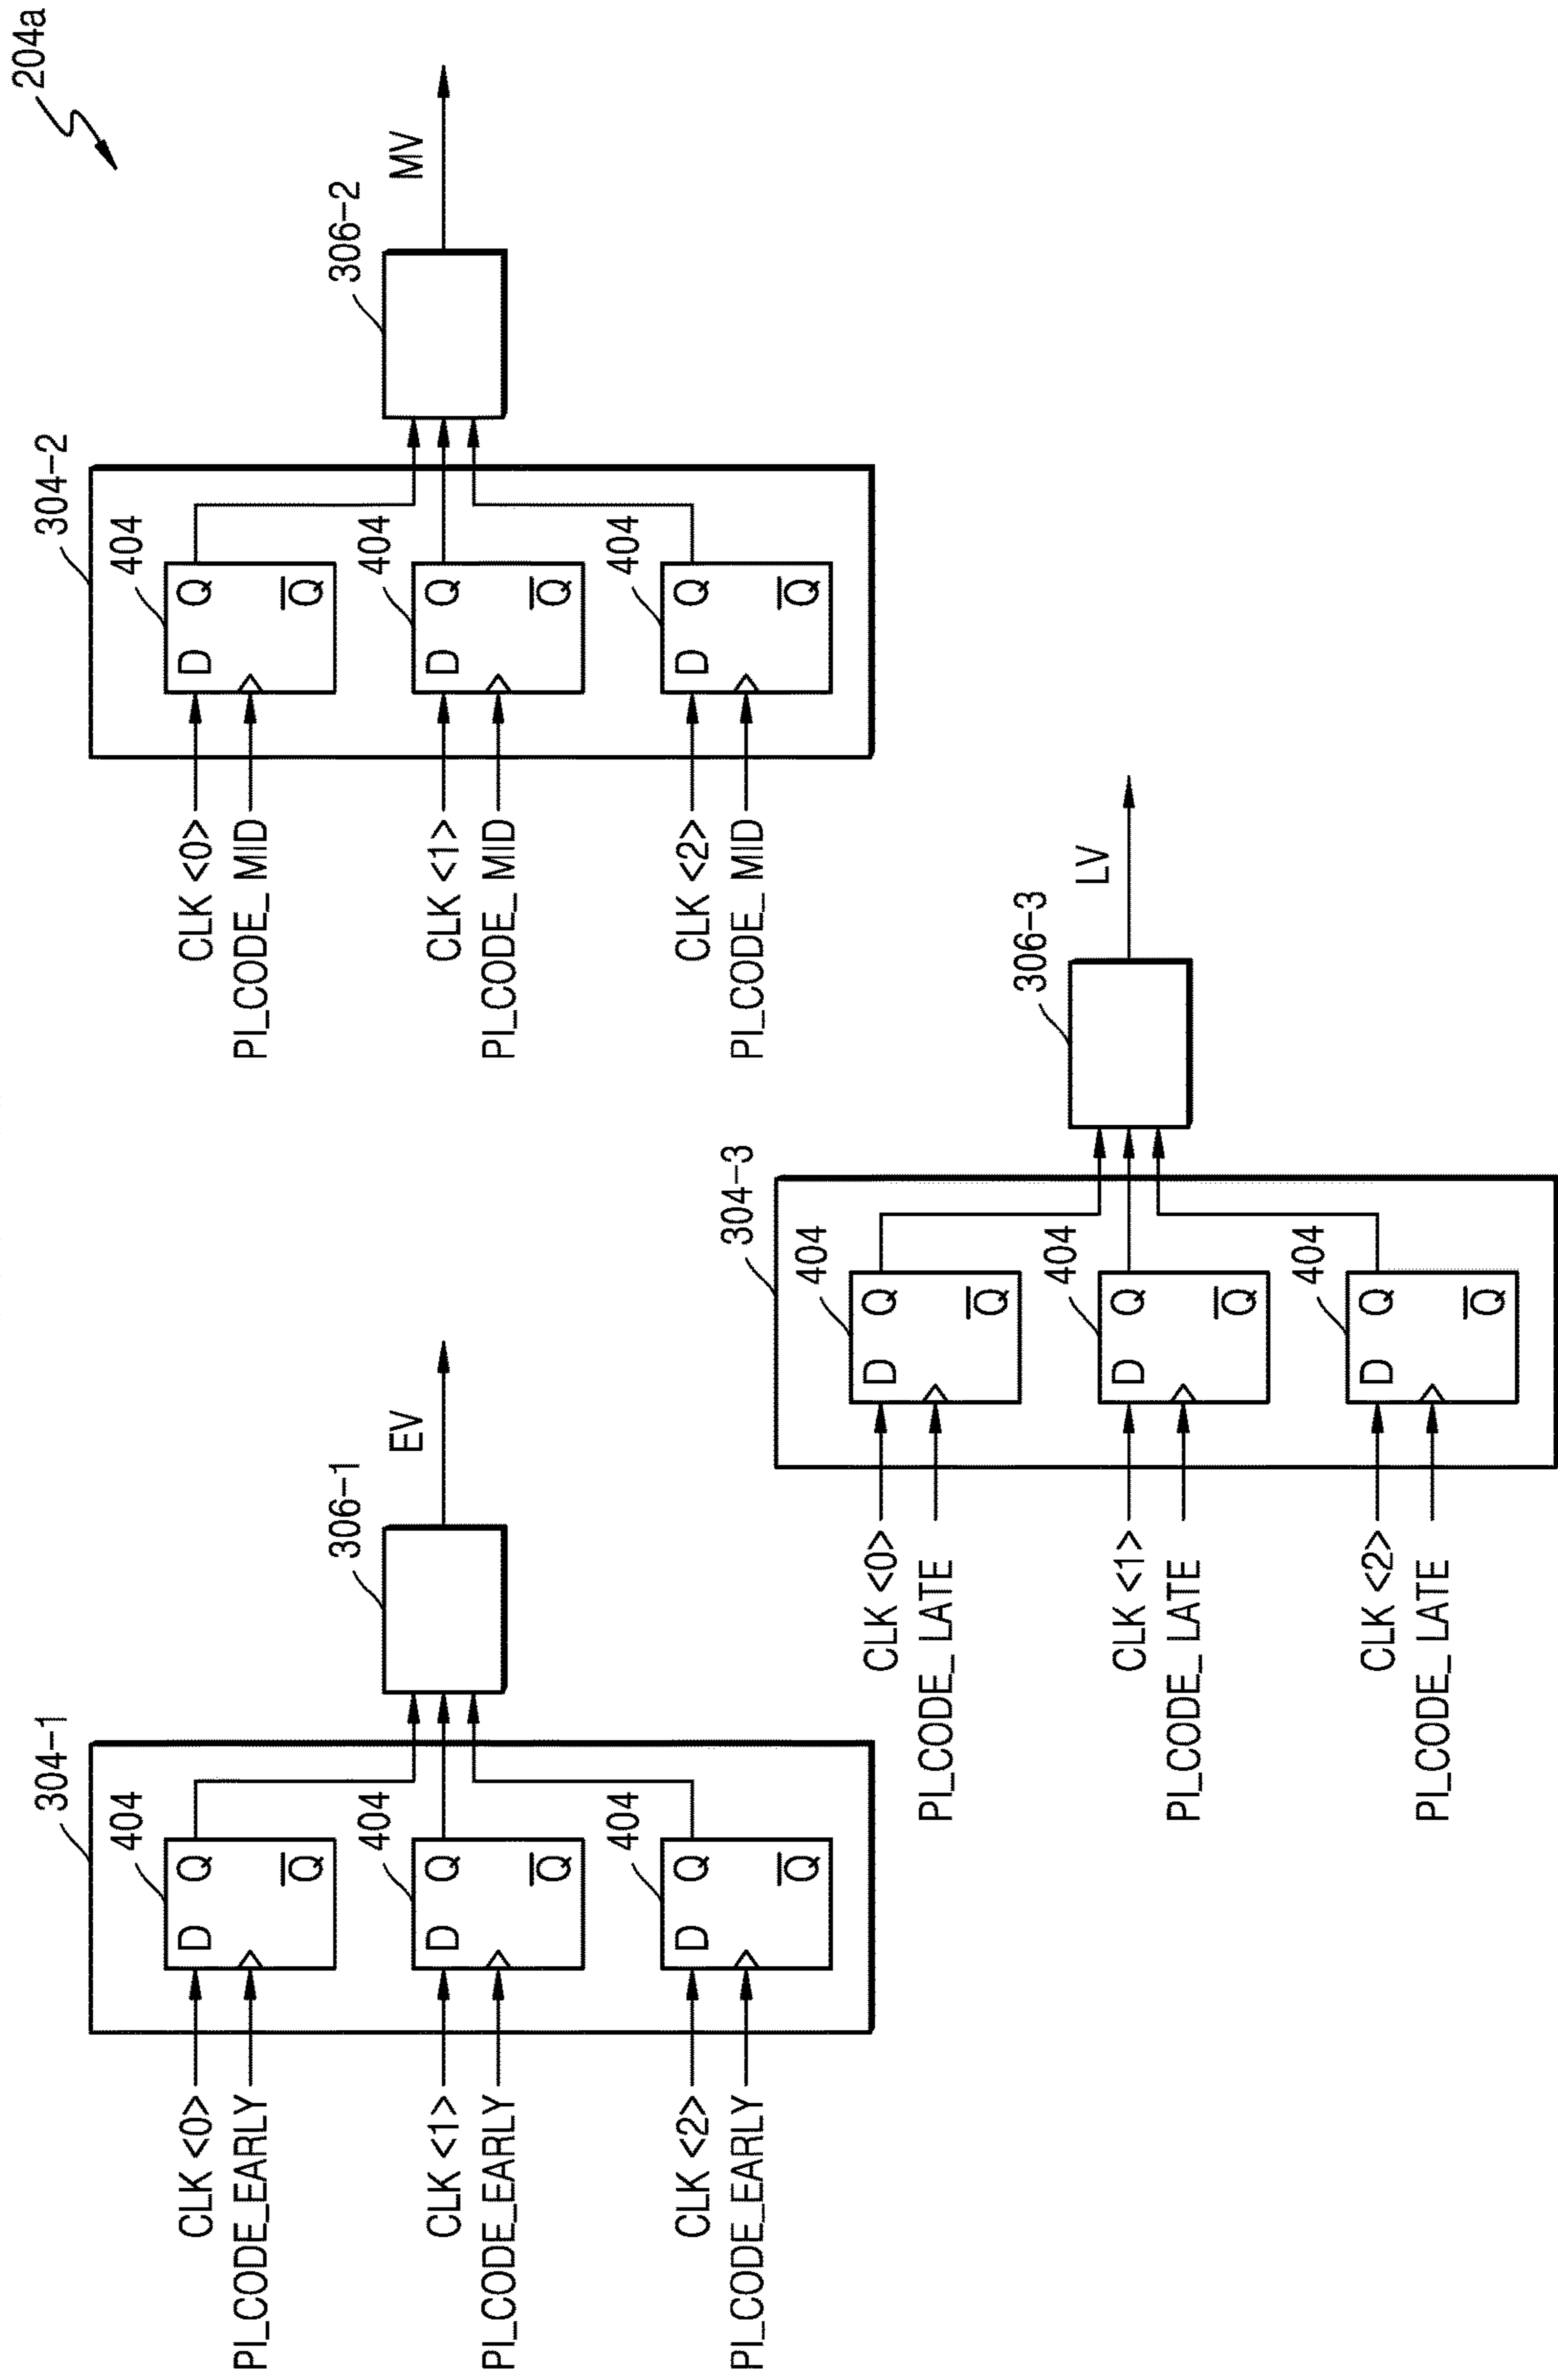 204a
304-1
404
D Q
Q
CLK <0>
PI_CODE_EARLY
404
D Q
Q
CLK <1>
PI_CODE_EARLY
404
D Q
Q
CLK <2>
PI_CODE_EARLY
306-1
EV
304-2
404
D Q
Q
CLK <0>
PI_CODE_MID
404
D Q
Q
CLK <1>
PI_CODE_MID
404
D Q
Q
CLK <2>
PI_CODE_MID
306-2
MV
304-3
404
D Q
Q
CLK <0>
PI_CODE_LATE
404
D Q
Q
CLK <1>
PI_CODE_LATE
404
D Q
Q
CLK <2>
PI_CODE_LATE
306-3
LV